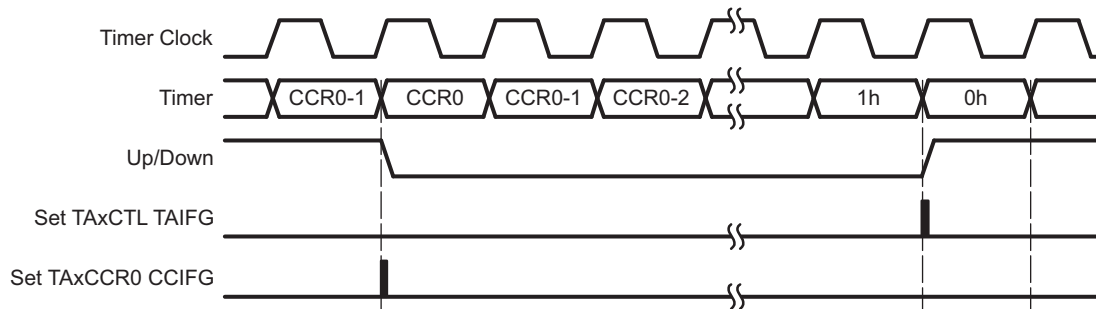 Timer Clock
Timer CCR0-1 CCR0 CCR0-1 CCR0-2 1h 0h
Up/Down
Set TAxCTL TAIFG
Set TAxCCR0 CCIFG